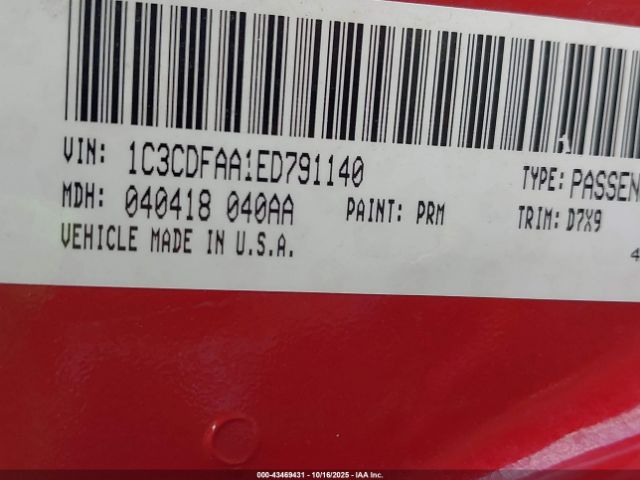 VIN: 1C3CDFAA1ED791140 TYPE: PASSEN
MDH: 040418 040AA PAINT: PRM TRIM: D7X9
VEHICLE MADE IN U.S.A. 4
000-43469431 - 10/16/2025 - IAA Inc.